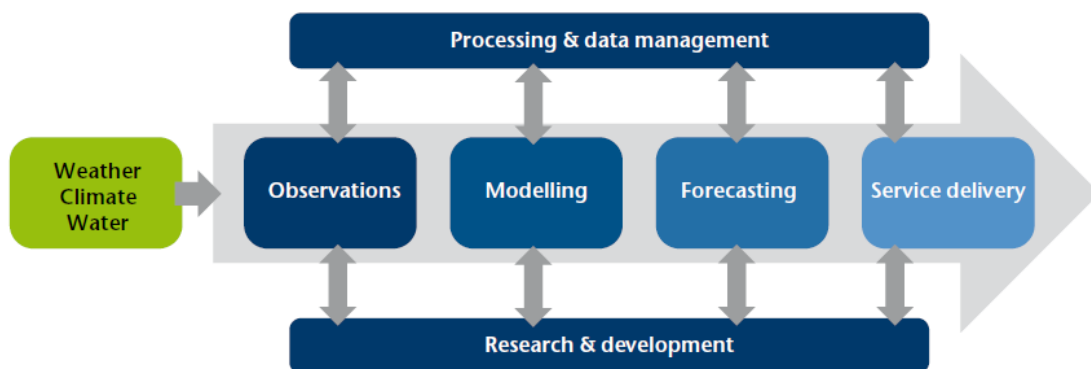 Processing & data management
Weather
Climate
Water
Observations
Modelling
Forecasting
Service delivery
Research & development